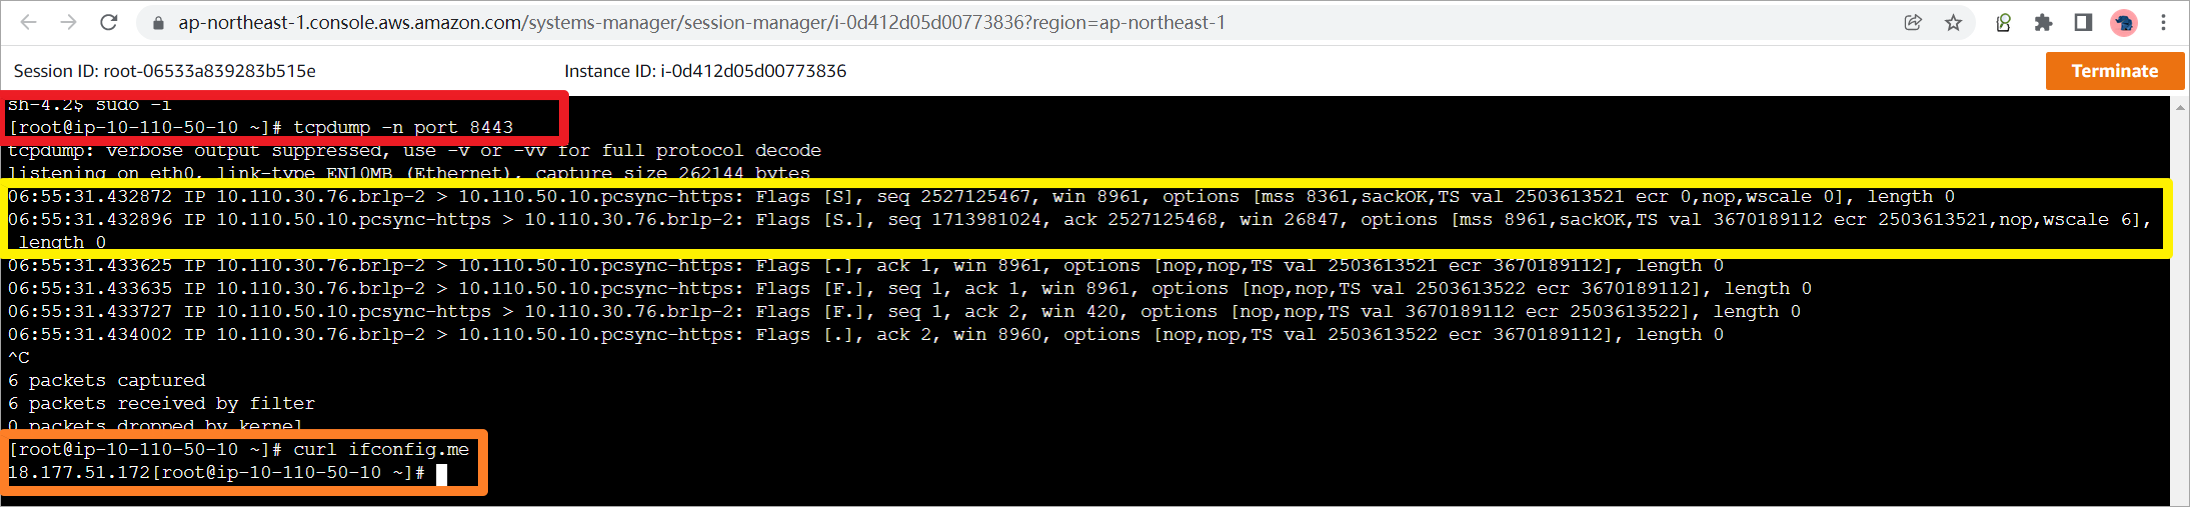 ap-northeast-1.console.aws.amazon.com/systems-manager/session-manager/i-0d412d05d00773836?region=ap-northeast-1
Session ID: root-06533a839283b515e Instance ID: i-0d412d05d00773836 Terminate
sh-4.2$ sudo -i
[root@ip-10-110-50-10 ~]# tcpdump -n port 8443
tcpdump: verbose output suppressed, use -v or -vv for full protocol decode
listening on eth0, link-type EN10MB (Ethernet), capture size 262144 bytes
06:55:31.432872 IP 10.110.30.76.brlp-2 > 10.110.50.10.pcsync-https: Flags [S], seq 2527125467, win 8961, options [mss 8361,sackOK,TS val 2503613521 ecr 0,nop,wscale 0], length 0
06:55:31.432896 IP 10.110.50.10.pcsync-https > 10.110.30.76.brlp-2: Flags [S.], seq 1713981024, ack 2527125468, win 26847, options [mss 8961,sackOK,TS val 3670189112 ecr 2503613521,nop,wscale 6],
length 0
06:55:31.433625 IP 10.110.30.76.brlp-2 > 10.110.50.10.pcsync-https: Flags [.], ack 1, win 8961, options [nop,nop,TS val 2503613521 ecr 3670189112], length 0
06:55:31.433635 IP 10.110.30.76.brlp-2 > 10.110.50.10.pcsync-https: Flags [F.], seq 1, ack 1, win 8961, options [nop,nop,TS val 2503613522 ecr 3670189112], length 0
06:55:31.433727 IP 10.110.50.10.pcsync-https > 10.110.30.76.brlp-2: Flags [F.], seq 1, ack 2, win 420, options [nop,nop,TS val 3670189112 ecr 2503613522], length 0
06:55:31.434002 IP 10.110.30.76.brlp-2 > 10.110.50.10.pcsync-https: Flags [.], ack 2, win 8960, options [nop,nop,TS val 2503613522 ecr 3670189112], length 0
^C
6 packets captured
6 packets received by filter
0 packets dropped by kernel
[root@ip-10-110-50-10 ~]# curl ifconfig.me
18.177.51.172[root@ip-10-110-50-10 ~]#